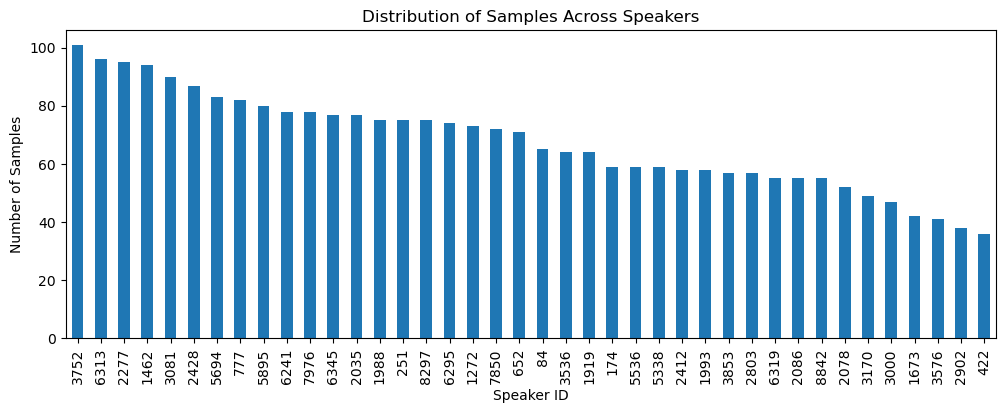 Distribution of Samples Across Speakers
Number of Samples
100
80
60
40
20
0
3752 6313 2277 1462 3081 2428 5694 777 5895 6241 7976 6345 2035 1988 251 8297 6295 1272 7850 652 84 3536 1919 174 5536 5338 2412 1993 3853 2803 6319 2086 8842 2078 3170 3000 1673 3576 2902 422
Speaker ID